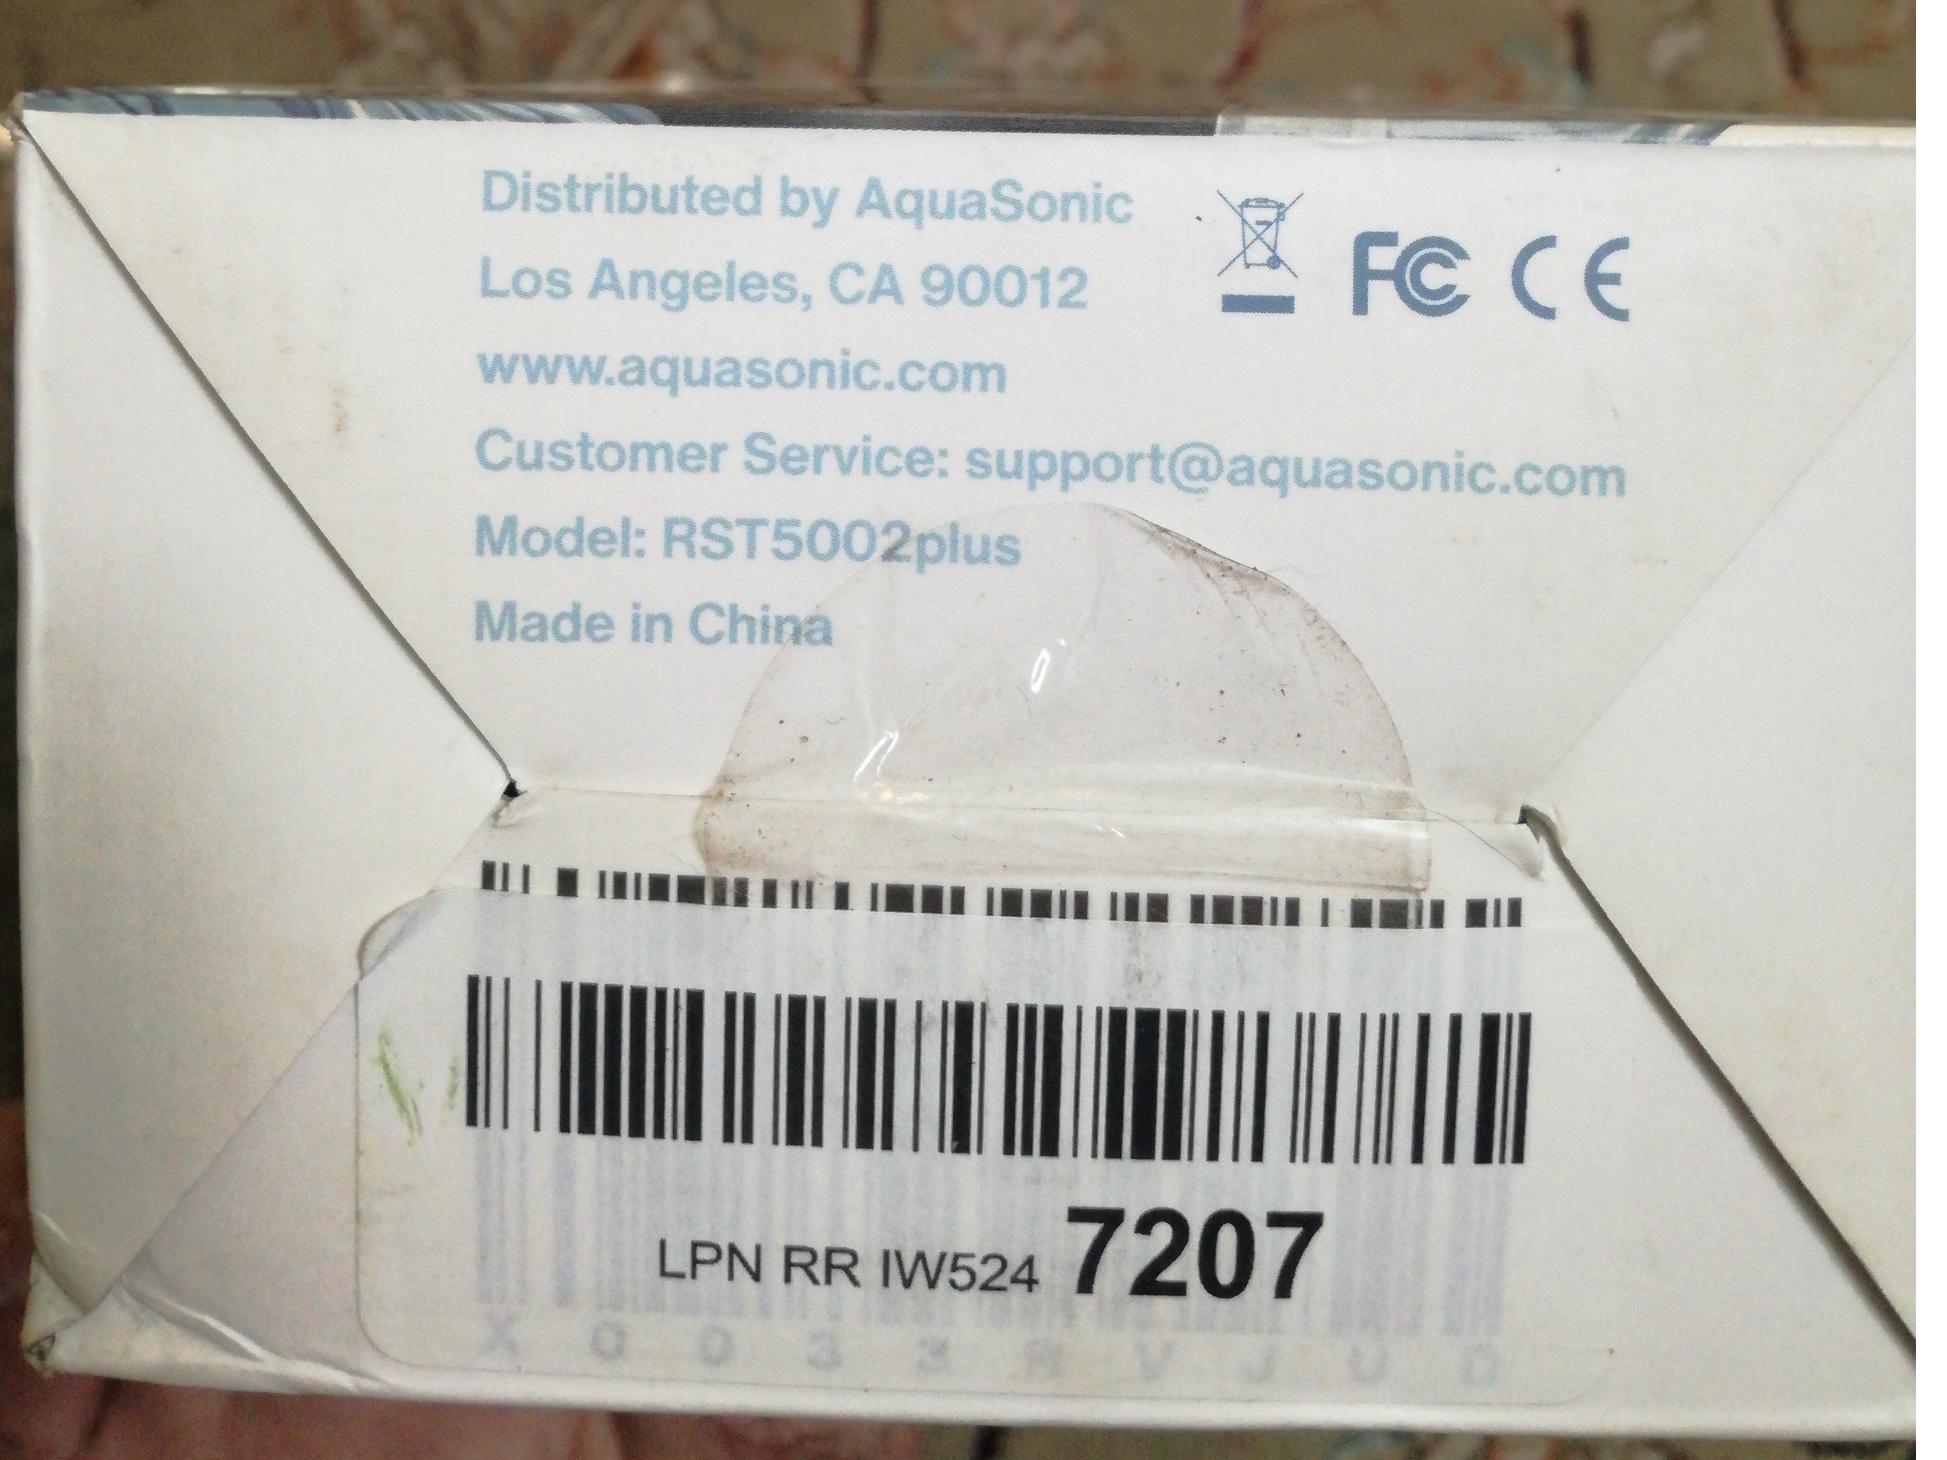 Distributed by AquaSonic
Los Angeles, CA 90012
www.aquasonic.com
Customer Service: support@aquasonic.com
Model: RST5002plus
Made in China
FC CE
LPN RR IW524 7207